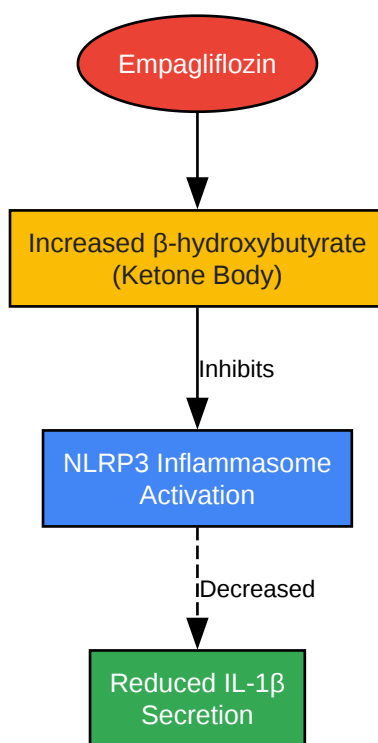 Empagliflozin
Increased β-hydroxybutyrate
(Ketone Body)
Inhibits
NLRP3 Inflammasome
Activation
Decreased
Reduced IL-1β
Secretion